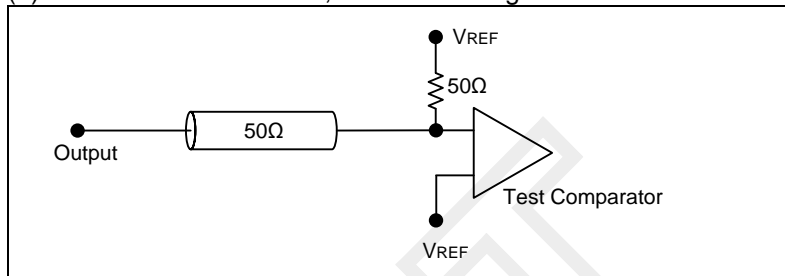 VREF
50Ω
50Ω
Output
Test Comparator
VREF